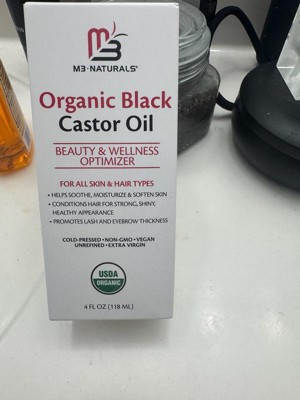 M3
M3·NATURALS®
Organic Black
Castor Oil
BEAUTY & WELLNESS
OPTIMIZER
FOR ALL SKIN & HAIR TYPES
• HELPS SOOTHE, MOISTURIZE & SOFTEN SKIN
• CONDITIONS HAIR FOR STRONG, SHINY,
HEALTHY APPEARANCE
• PROMOTES LASH AND EYEBROW THICKNESS
COLD-PRESSED • NON-GMO • VEGAN
UNREFINED • EXTRA VIRGIN
USDA
ORGANIC
4 FL OZ (118 ML)